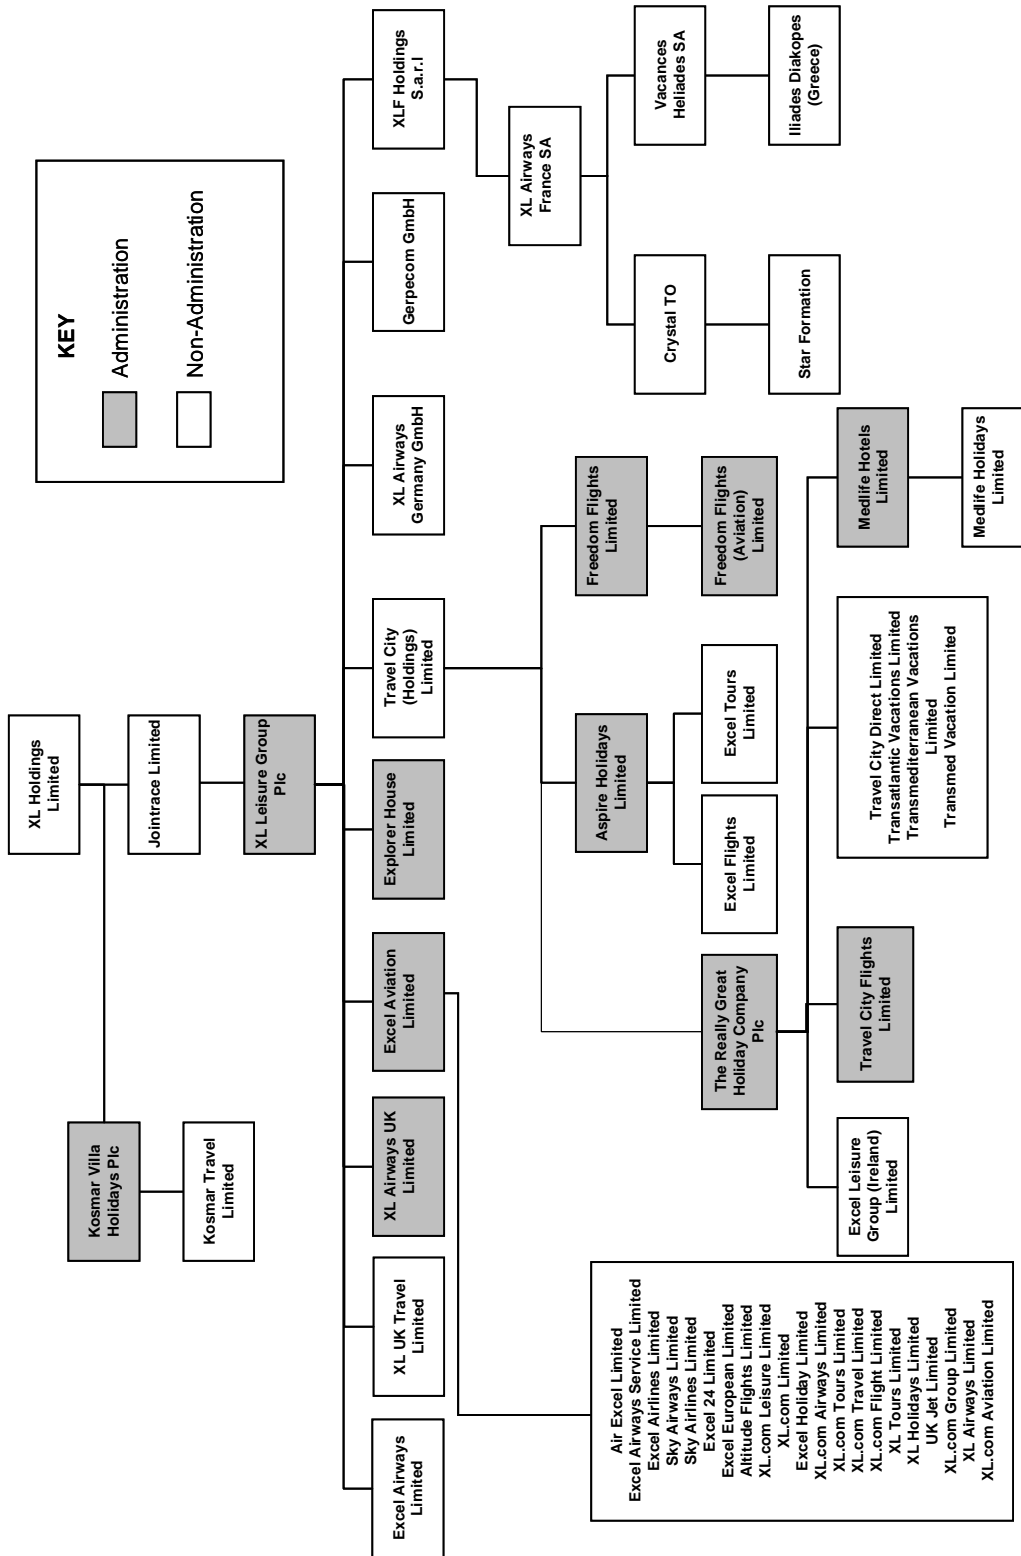 XL Holdings
Limited
KEY
Administration
Non-Administration
Kosmar Villa
Holidays Plc
Jointrace Limited
Kosmar Travel
Limited
XL Leisure Group
Plc
Excel Airways
Limited
XL UK Travel
Limited
XL Airways UK
Limited
Excel Aviation
Limited
Explorer House
Limited
Travel City
(Holdings)
Limited
XL Airways
Germany GmbH
Gerpecom GmbH
XLF Holdings
S.a.r.l
XL Airways
France SA
Aspire Holidays
Limited
Freedom Flights
Limited
Crystal TO
Vacances
Heliades SA
The Really Great
Holiday Company
Plc
Excel Flights
Limited
Excel Tours
Limited
Freedom Flights
(Aviation)
Limited
Star Formation
Iliades Diakopes
(Greece)
Air Excel Limited
Excel Airways Service Limited
Excel Airlines Limited
Sky Airways Limited
Sky Airlines Limited
Excel 24 Limited
Excel European Limited
Altitude Flights Limited
XL.com Leisure Limited
XL.com Limited
Excel Holiday Limited
XL.com Airways Limited
XL.com Tours Limited
XL.com Travel Limited
XL.com Flight Limited
XL Tours Limited
XL Holidays Limited
UK Jet Limited
XL.com Group Limited
XL Airways Limited
XL.com Aviation Limited
Excel Leisure
Group (Ireland)
Limited
Travel City Flights
Limited
Travel City Direct Limited
Transatlantic Vacations Limited
Transmediterranean Vacations
Limited
Transmed Vacation Limited
Medlife Hotels
Limited
Medlife Holidays
Limited